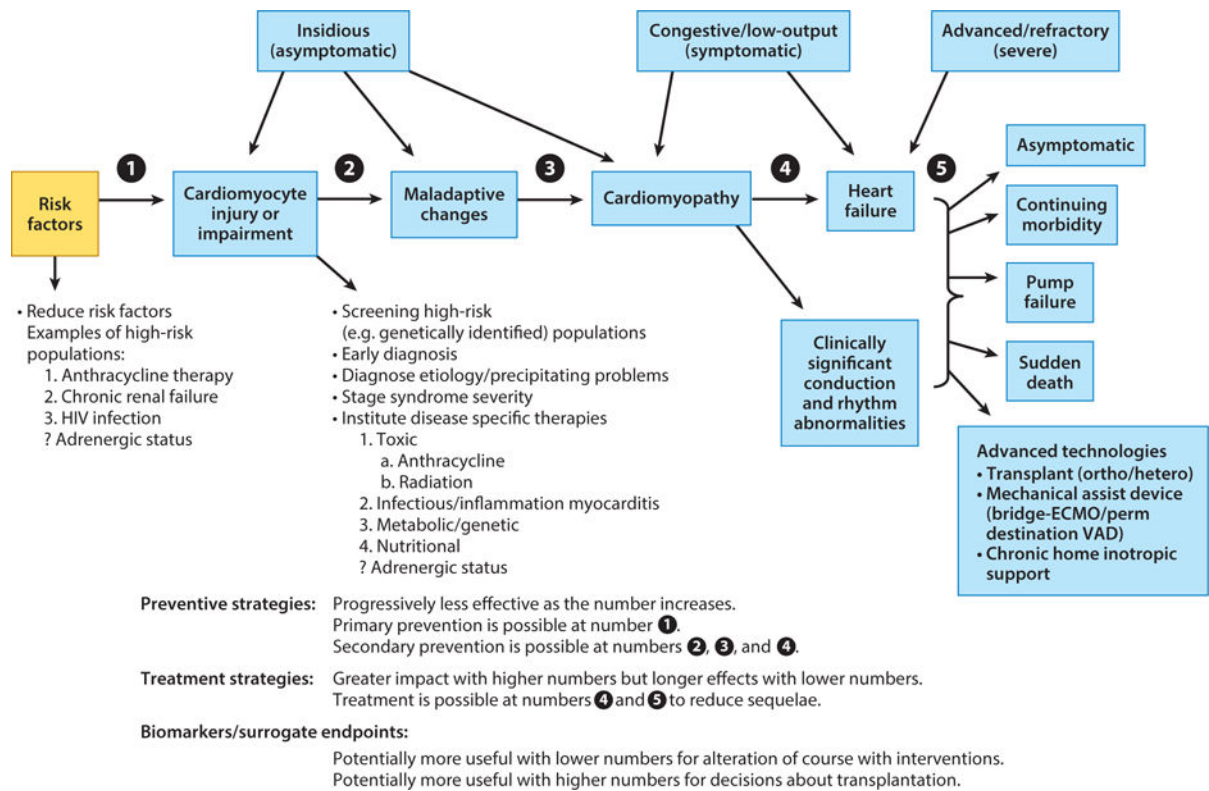 Insidious
(asymptomatic)
Congestive/low-output
(symptomatic)
Advanced/refractory
(severe)
1
2
3
4
5
Risk
factors
Cardiomyocyte
injury or
impairment
Maladaptive
changes
Cardiomyopathy
Heart
failure
Asymptomatic
Continuing
morbidity
Pump
failure
Sudden
death
Clinically
significant
conduction
and rhythm
abnormalities
Advanced technologies
• Transplant (ortho/hetero)
• Mechanical assist device
(bridge-ECMO/perm
destination VAD)
• Chronic home inotropic
support
• Reduce risk factors
Examples of high-risk
populations:
1. Anthracycline therapy
2. Chronic renal failure
3. HIV infection
? Adrenergic status
• Screening high-risk
(e.g. genetically identified) populations
• Early diagnosis
• Diagnose etiology/precipitating problems
• Stage syndrome severity
• Institute disease specific therapies
1. Toxic
a. Anthracycline
b. Radiation
2. Infectious/inflammation myocarditis
3. Metabolic/genetic
4. Nutritional
? Adrenergic status
Preventive strategies: Progressively less effective as the number increases.
Primary prevention is possible at number 1.
Secondary prevention is possible at numbers 2, 3, and 4.
Treatment strategies: Greater impact with higher numbers but longer effects with lower numbers.
Treatment is possible at numbers 4 and 5 to reduce sequelae.
Biomarkers/surrogate endpoints:
Potentially more useful with lower numbers for alteration of course with interventions.
Potentially more useful with higher numbers for decisions about transplantation.